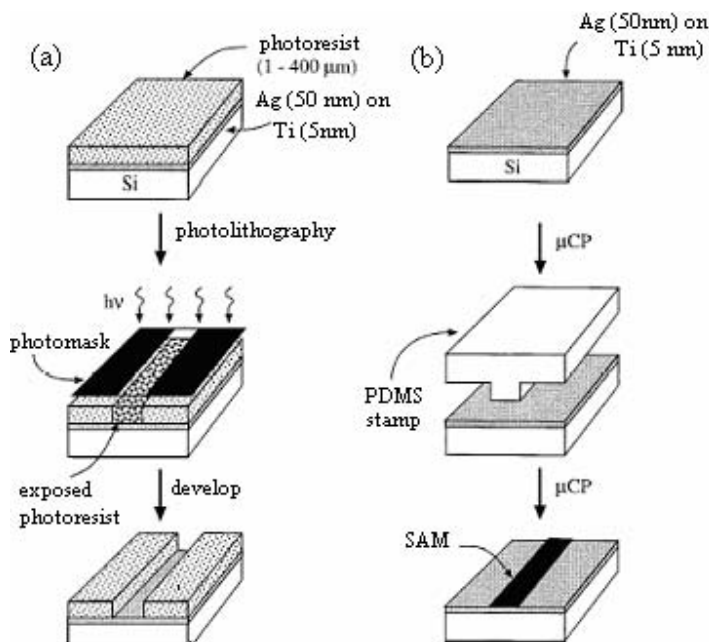 (a)
photoresist
(1 - 400 μm)
Ag (50 nm) on
Ti (5nm)
Si
photolithography
hν
photomask
exposed
photoresist
develop
(b)
Ag (50nm) on
Ti (5 nm)
Si
μCP
PDMS
stamp
μCP
SAM